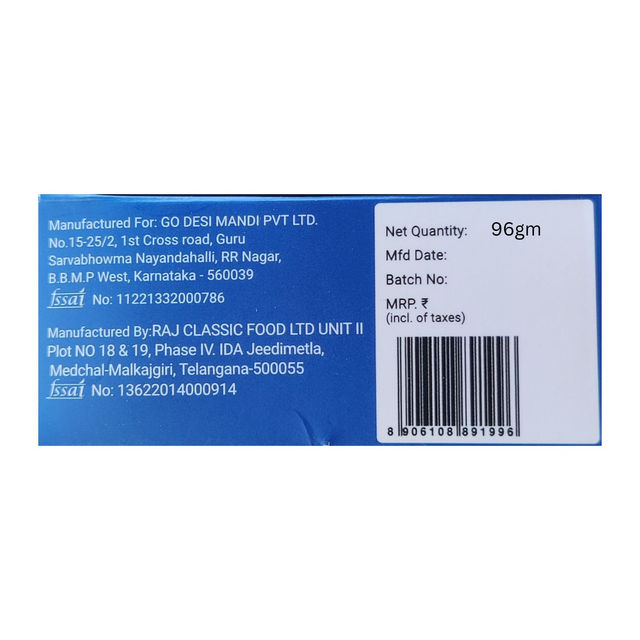 Manufactured For: GO DESI MANDI PVT LTD.
No.15-25/2, 1st Cross road, Guru
Sarvabhowma Nayandahalli, RR Nagar,
B.B.M.P West, Karnataka - 560039
fssai No: 11221332000786
Manufactured By:RAJ CLASSIC FOOD LTD UNIT II
Plot NO 18 & 19, Phase IV. IDA Jeedimetla,
Medchal-Malkajgiri, Telangana-500055
fssai No: 13622014000914
Net Quantity: 96gm
Mfd Date:
Batch No:
MRP. ₹
(incl. of taxes)
8 906108 891996